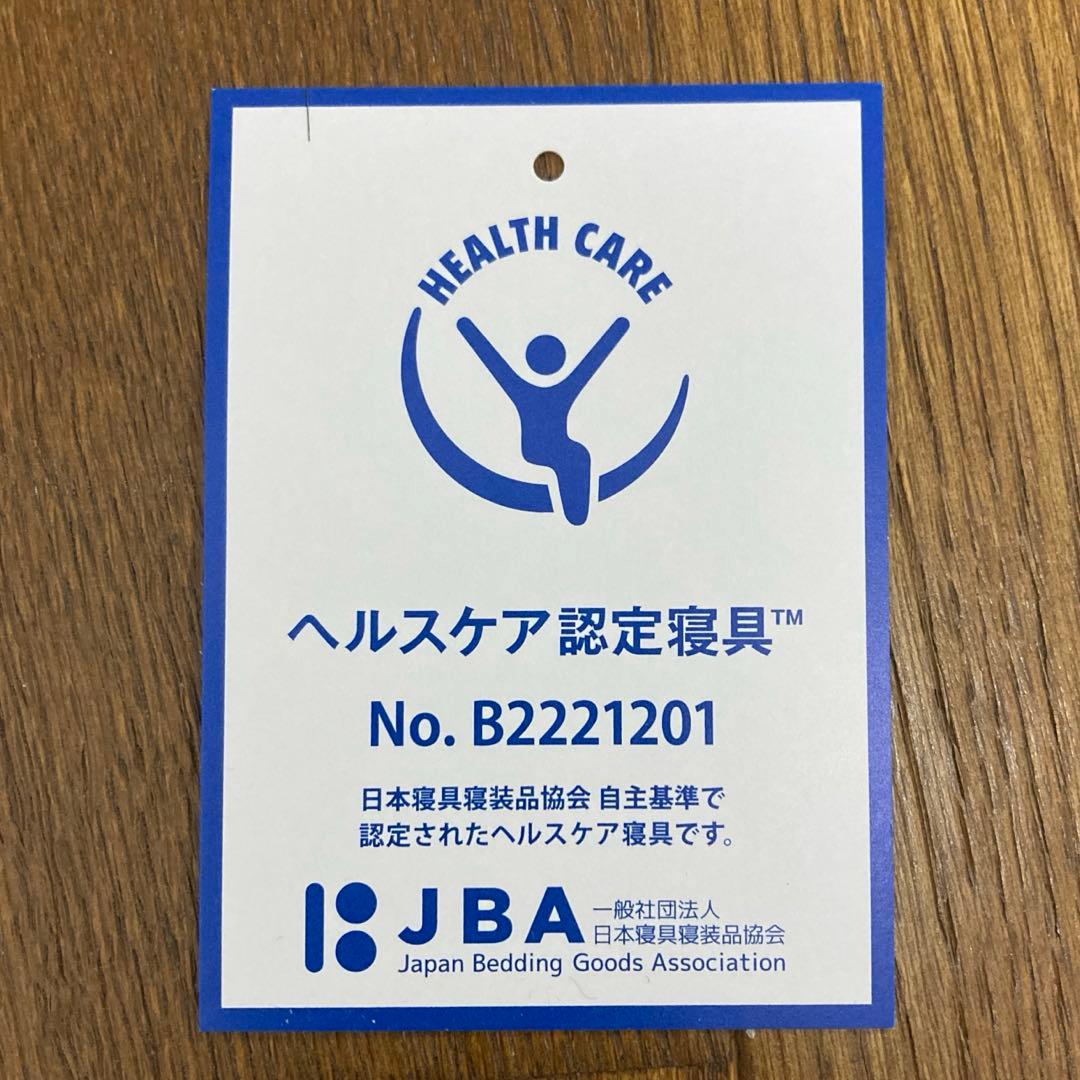 HEALTH CARE
ヘルスケア認定寝具™
No. B2221201
日本寝具寝装品協会 自主基準で
認定されたヘルスケア寝具です。
JBA
一般社団法人
日本寝具寝装品協会
Japan Bedding Goods Association